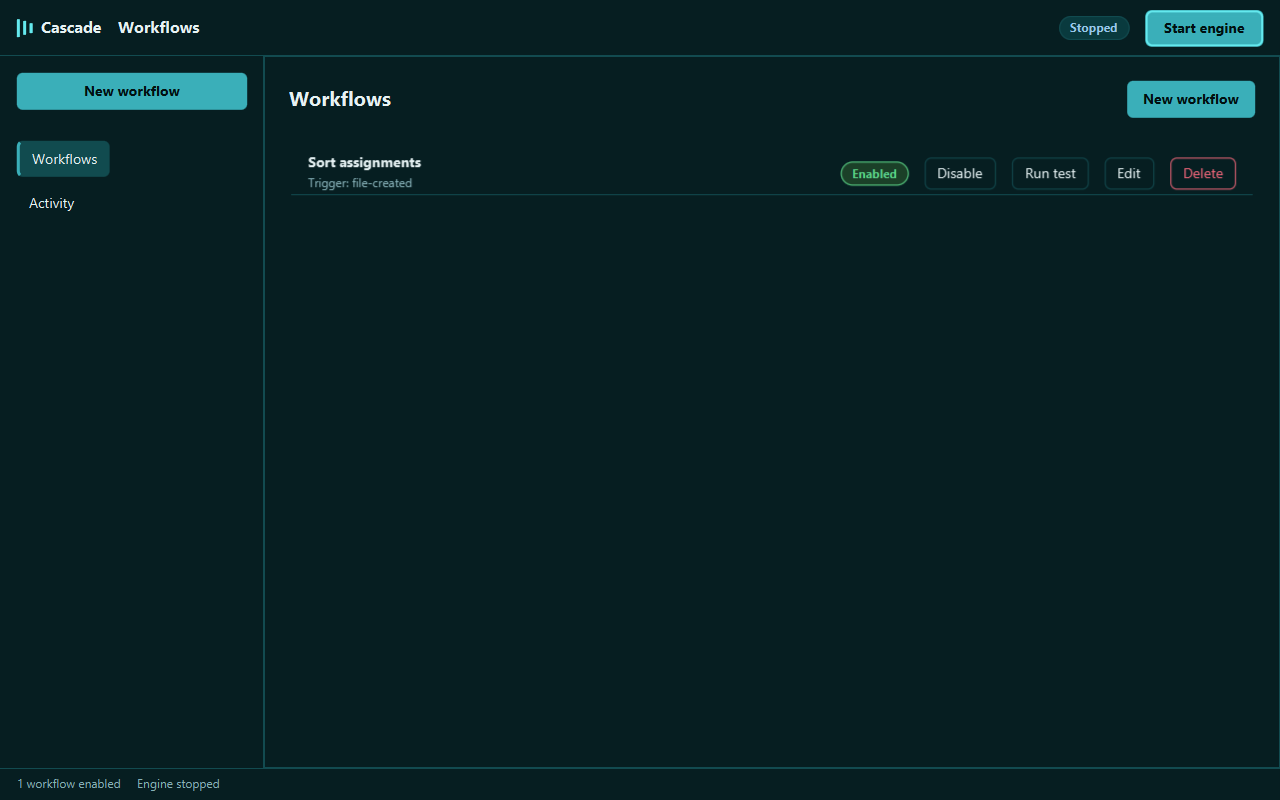 Cascade Workflows Stopped Start engine
New workflow
Workflows
Activity
Workflows New workflow
Sort assignments
Trigger: file-created
Enabled Disable Run test Edit Delete
1 workflow enabled Engine stopped